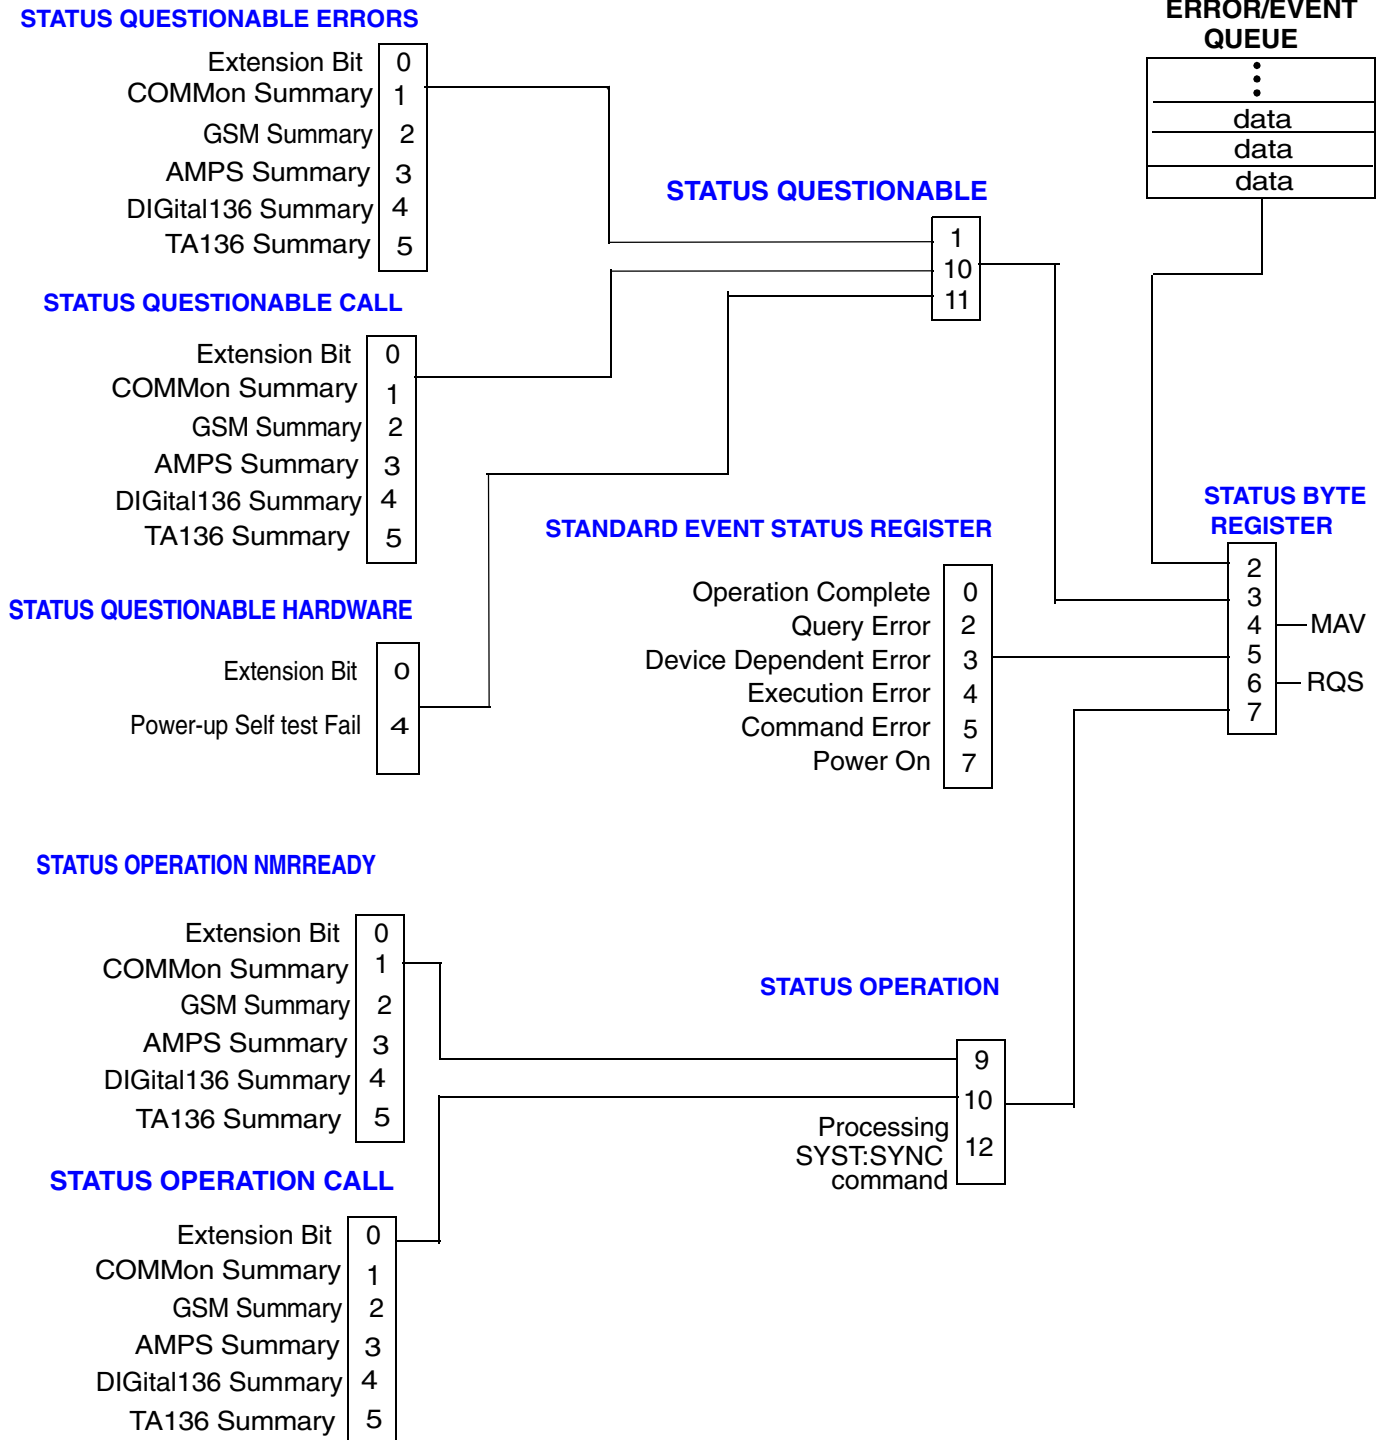 STATUS QUESTIONABLE ERRORS
Extension Bit 0
COMMon Summary 1
GSM Summary 2
AMPS Summary 3
DIGital136 Summary 4
TA136 Summary 5
STATUS QUESTIONABLE CALL
Extension Bit 0
COMMon Summary 1
GSM Summary 2
AMPS Summary 3
DIGital136 Summary 4
TA136 Summary 5
STATUS QUESTIONABLE HARDWARE
Extension Bit 0
Power-up Self test Fail 4
STATUS QUESTIONABLE
1
10
11
ERROR/EVENT
QUEUE
data
data
data
STANDARD EVENT STATUS REGISTER
Operation Complete 0
Query Error 2
Device Dependent Error 3
Execution Error 4
Command Error 5
Power On 7
STATUS BYTE
REGISTER
2
3
4 MAV
5
6 RQS
7
STATUS OPERATION NMRREADY
Extension Bit 0
COMMon Summary 1
GSM Summary 2
AMPS Summary 3
DIGital136 Summary 4
TA136 Summary 5
STATUS OPERATION
9
10
Processing
SYST:SYNC 12
command
STATUS OPERATION CALL
Extension Bit 0
COMMon Summary 1
GSM Summary 2
AMPS Summary 3
DIGital136 Summary 4
TA136 Summary 5